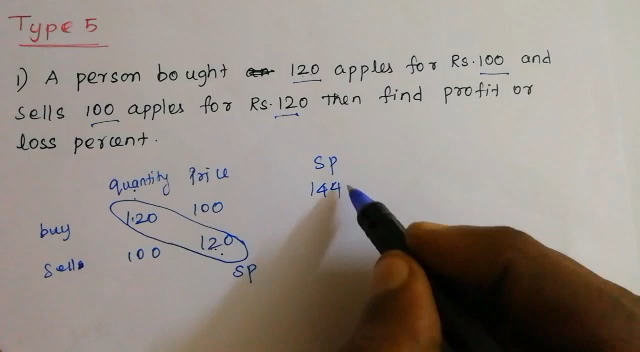 Type 5
1) A person bought 120 apples for Rs.100 and
sells 100 apples for Rs.120 then find profit or
loss percent.
quantity Price
SP
144
buy 120 100
sells 100 120
SP